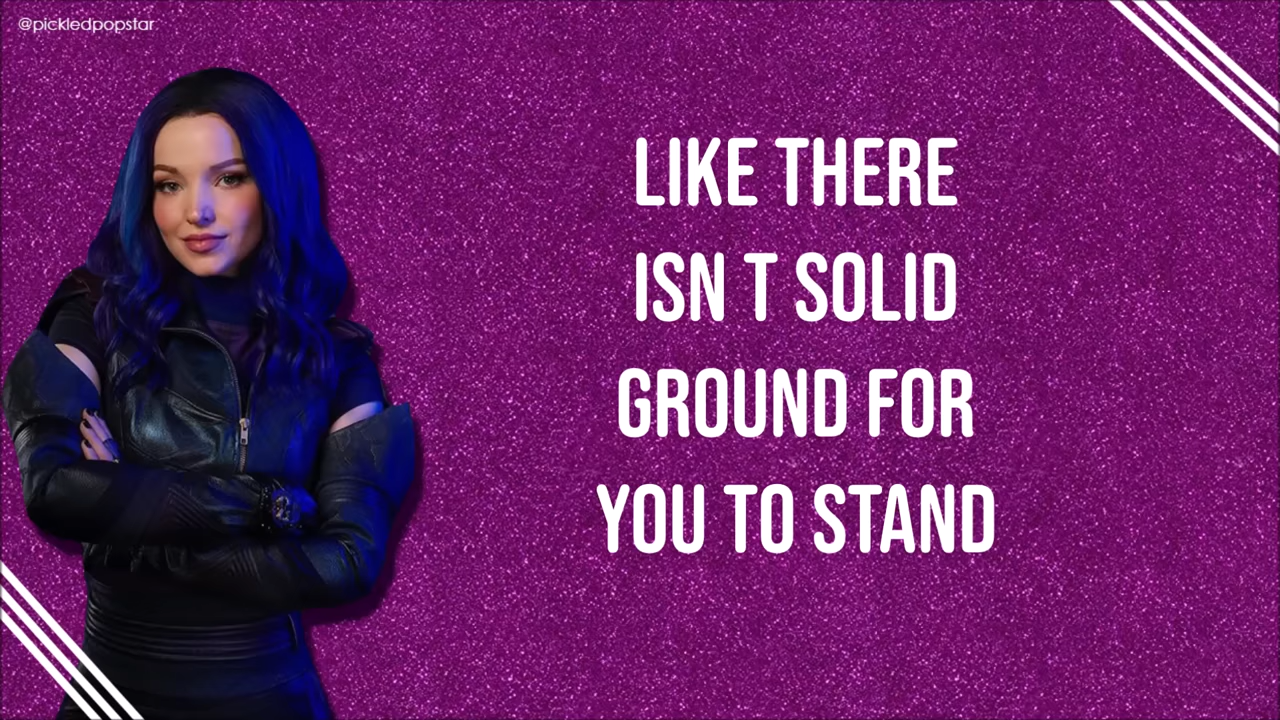 @pickledpopstar
LIKE THERE
ISN T SOLID
GROUND FOR
YOU TO STAND